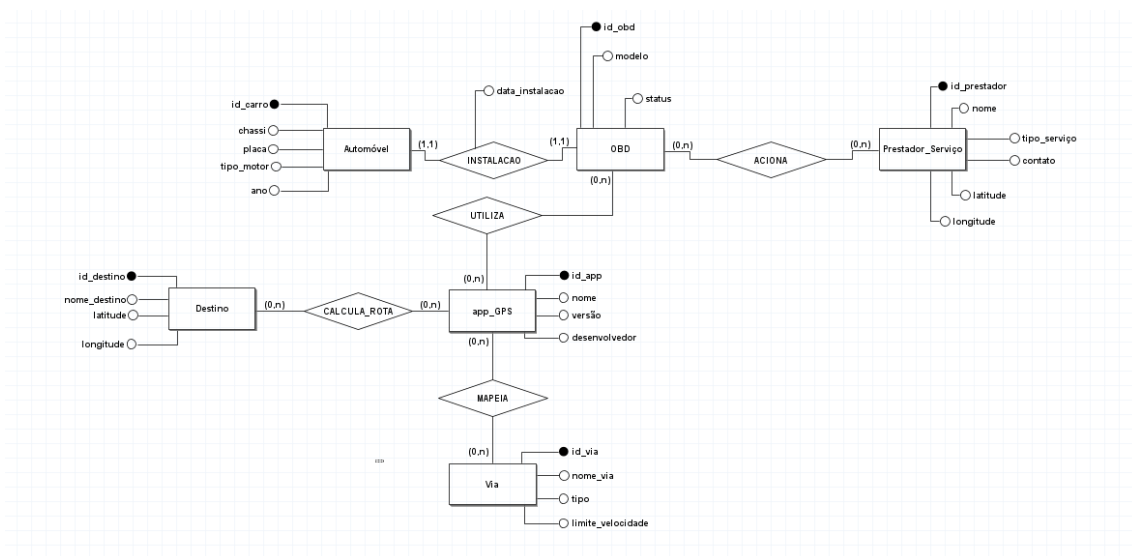 id_obd
modelo
data_instalacao
status
id_carro
chassi
placa
tipo_motor
ano
Automóvel
(1,1)
INSTALACAO
(1,1)
OBD
(0,n)
ACIONA
(0,n)
Prestador_Serviço
id_prestador
nome
tipo_serviço
contato
latitude
longitude
(0,n)
UTILIZA
(0,n)
id_destino
nome_destino
latitude
longitude
Destino
(0,n)
CALCULA_ROTA
(0,n)
app_GPS
id_app
nome
versão
desenvolvedor
(0,n)
MAPEIA
(0,n)
Via
id_via
nome_via
tipo
limite_velocidade